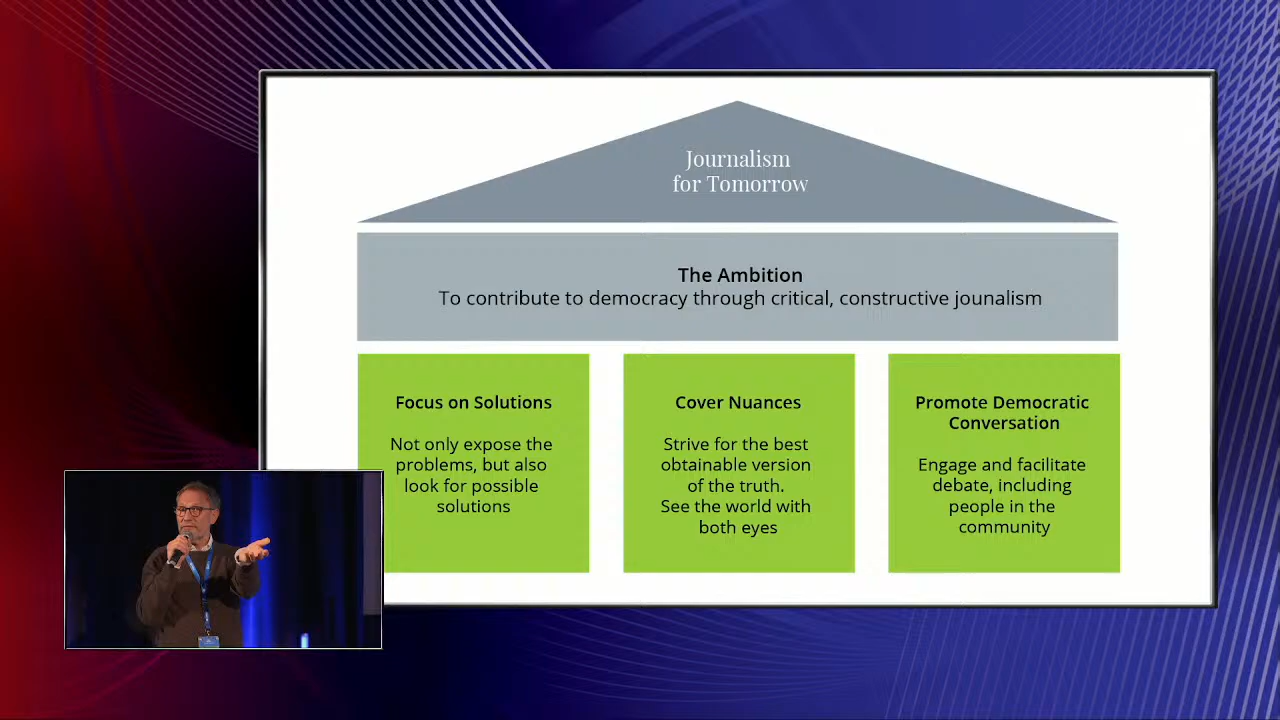 Journalism
for Tomorrow
The Ambition
To contribute to democracy through critical, constructive jounalism
Focus on Solutions
Not only expose the
problems, but also
look for possible
solutions
Cover Nuances
Strive for the best
obtainable version
of the truth.
See the world with
both eyes
Promote Democratic
Conversation
Engage and facilitate
debate, including
people in the
community